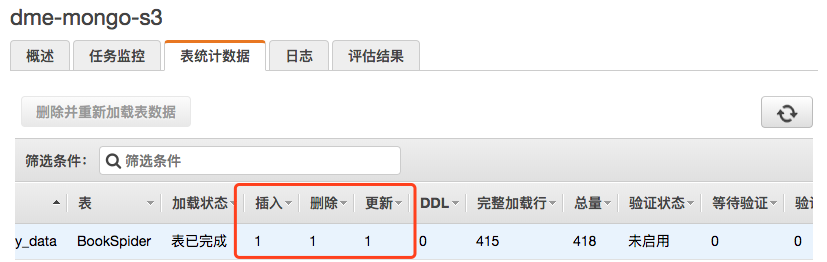 dme-mongo-s3
概述 任务监控 表统计数据 日志 评估结果
删除并重新加载表数据
筛选条件： 筛选条件
表 加载状态 插入 删除 更新 DDL 完整加载行 总量 验证状态 等待验证
y_data BookSpider 表已完成 1 1 1 0 415 418 未启用 0 0